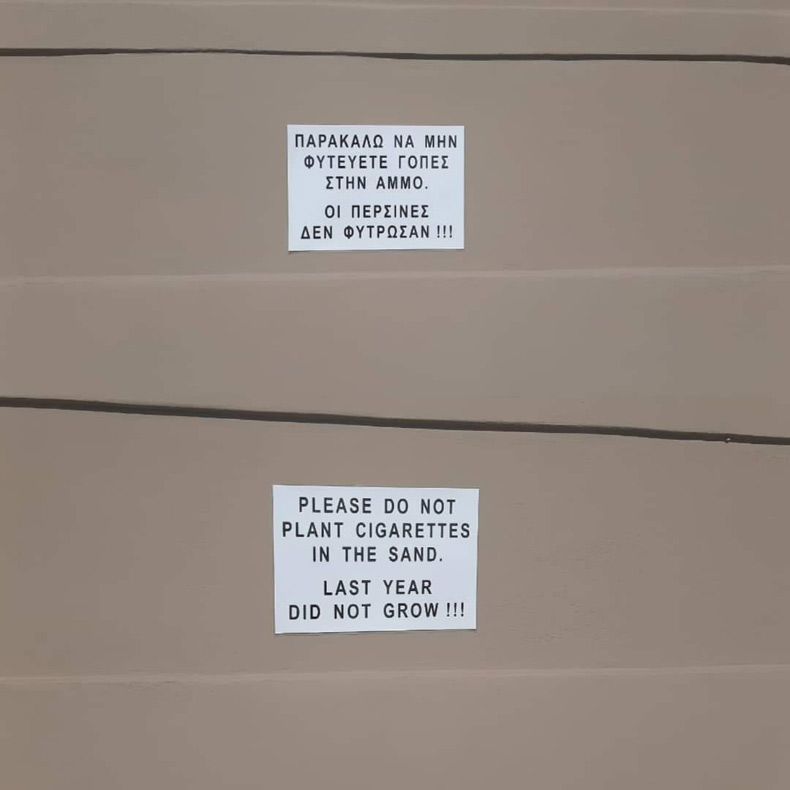 ΠΑΡΑΚΑΛΩ ΝΑ ΜΗΝ
ΦΥΤΕΥΕΤΕ ΓΟΠΕΣ
ΣΤΗΝ ΑΜΜΟ.
ΟΙ ΠΕΡΣΙΝΕΣ
ΔΕΝ ΦΥΤΡΩΣΑΝ !!!
PLEASE DO NOT
PLANT CIGARETTES
IN THE SAND.
LAST YEAR
DID NOT GROW !!!